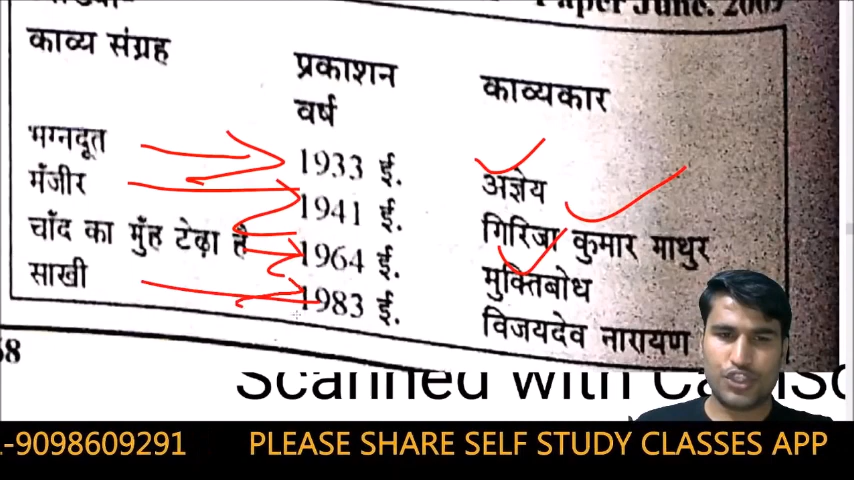 Paper June. 2009
काव्य संग्रह प्रकाशन वर्ष काव्यकार
भग्नदूत 1933 ई. अज्ञेय
मँजीर 1941 ई. गिरिजा कुमार माथुर
चाँद का मुँह टेढ़ा है 1964 ई. मुक्तिबोध
साखी 1983 ई. विजयदेव नारायण
68
Scanned with
-9098609291 PLEASE SHARE SELF STUDY CLASSES APP